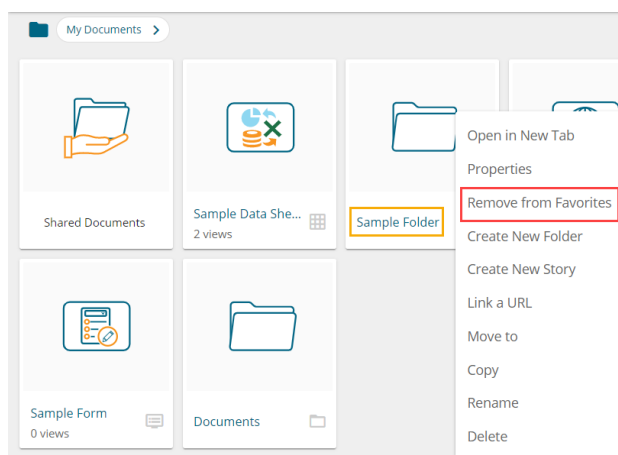 My Documents
Shared Documents
Sample Data She...
2 views
Sample Folder
Open in New Tab
Properties
Remove from Favorites
Create New Folder
Create New Story
Link a URL
Move to
Copy
Rename
Delete
Sample Form
0 views
Documents